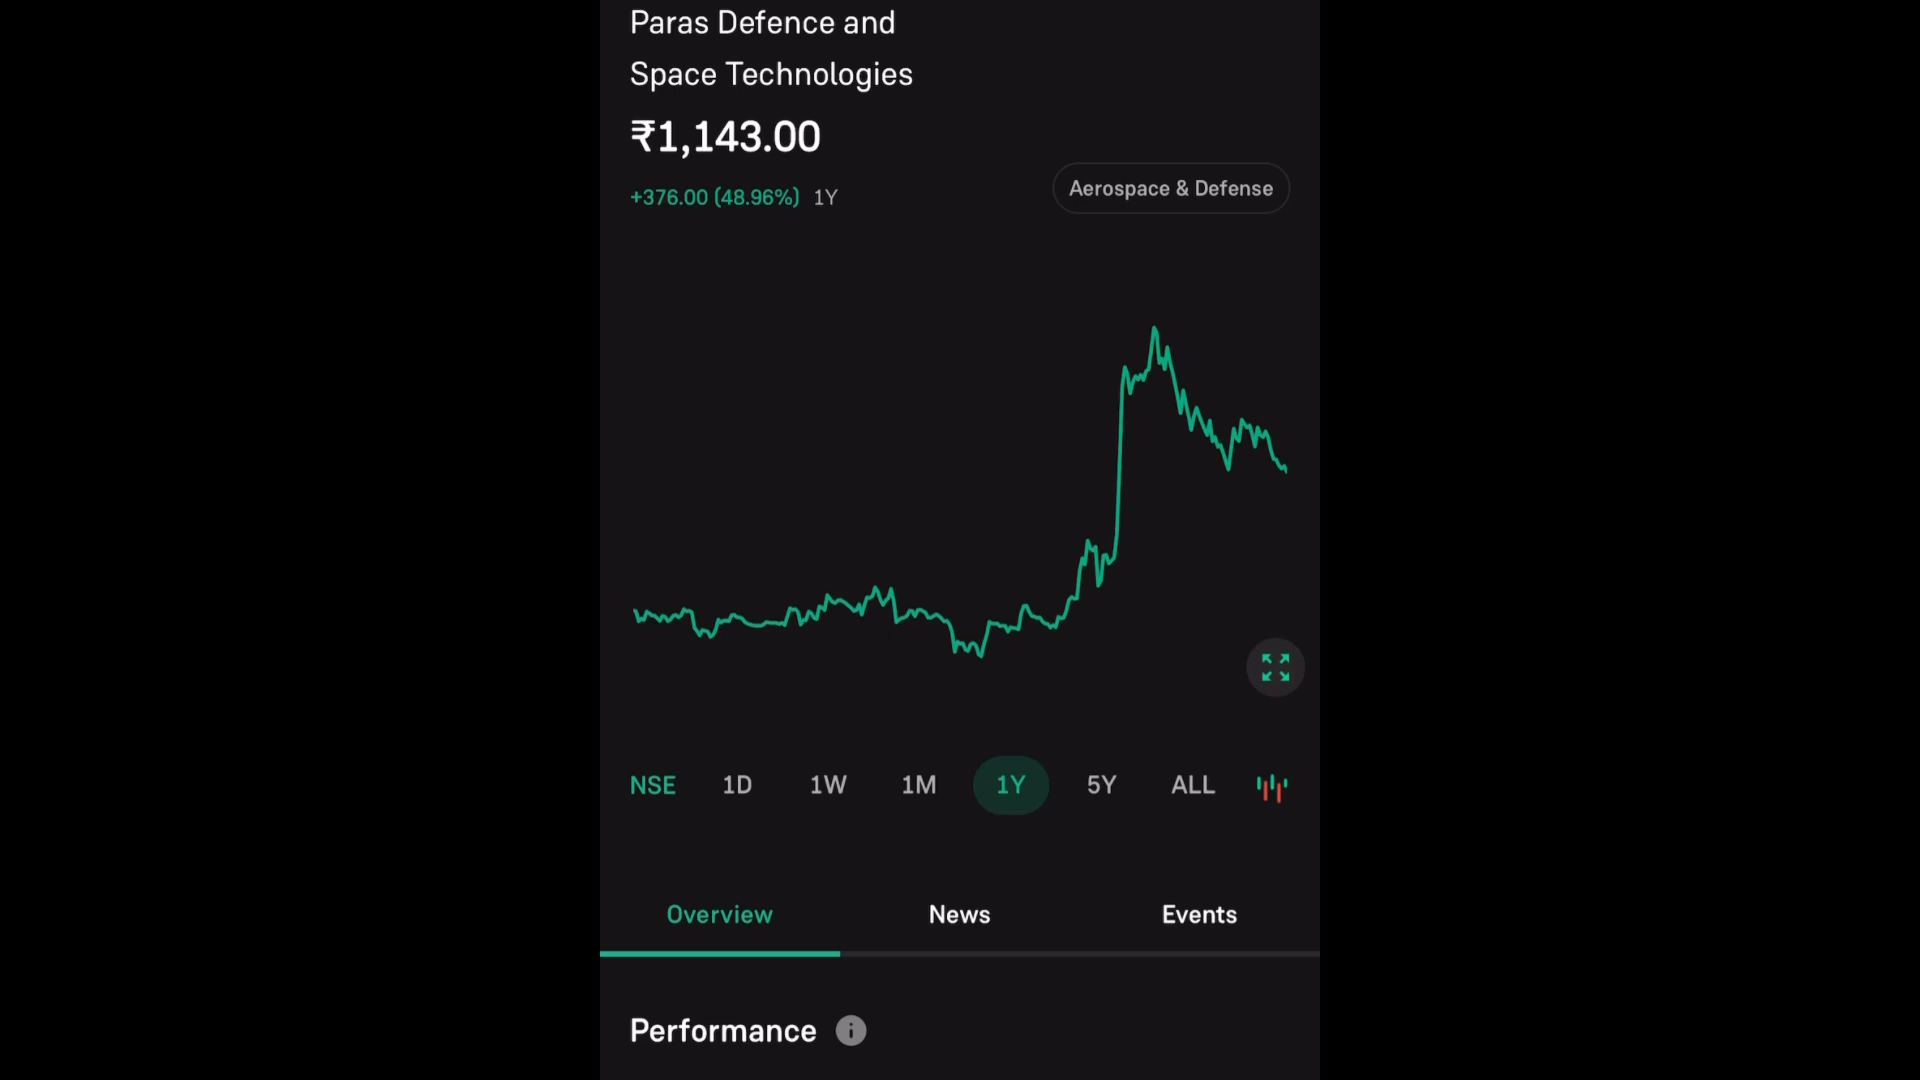 Paras Defence and
Space Technologies
₹1,143.00
+376.00 (48.96%) 1Y
Aerospace & Defense
NSE 1D 1W 1M 1Y 5Y ALL
Overview News Events
Performance